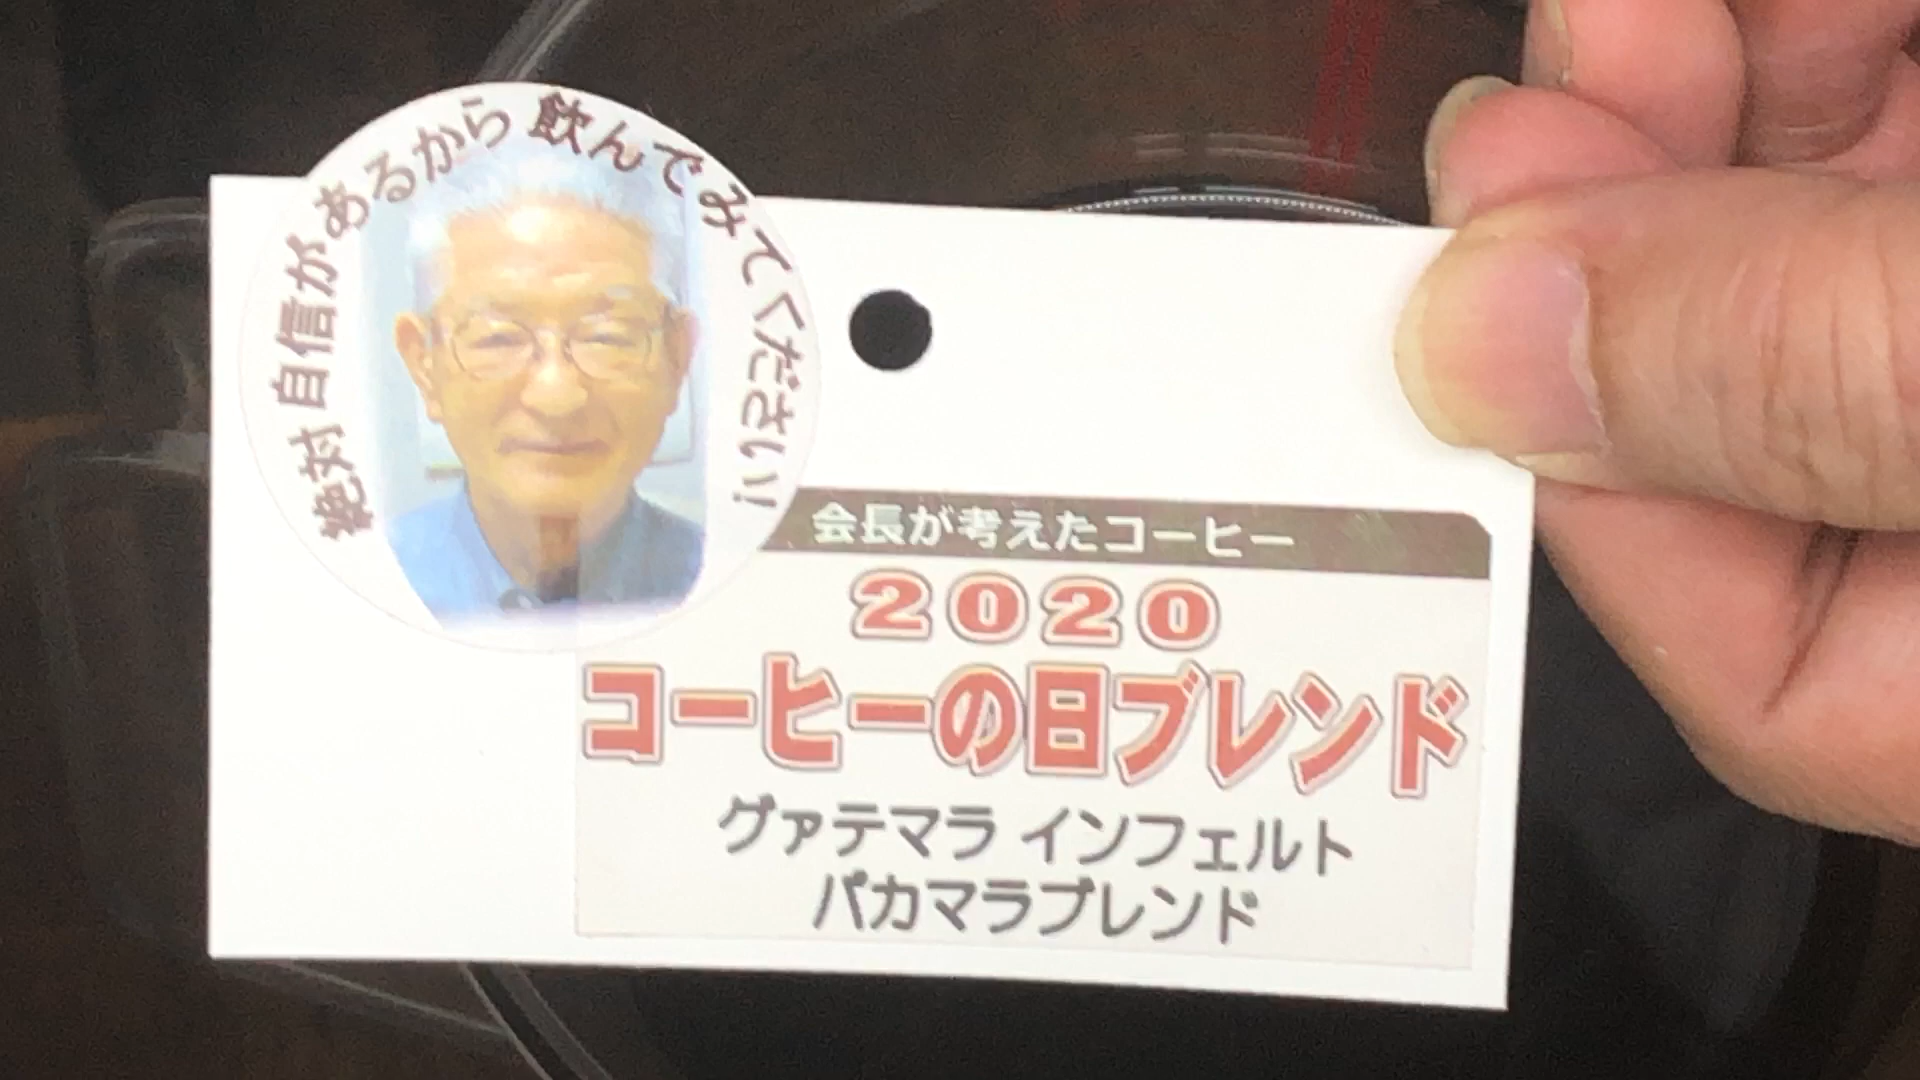 絶対 自信が あるから 飲んでみてください!
会長が考えたコーヒー
2020
コーヒーの日ブレンド
グァテマラ インフェルト
パカマラブレンド